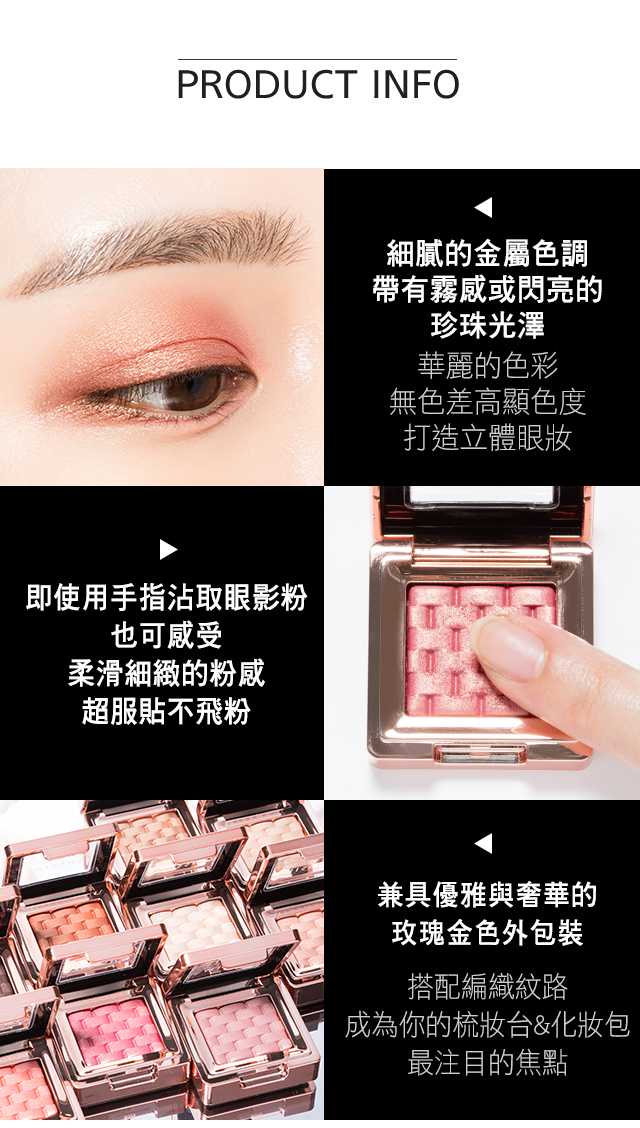 PRODUCT INFO
細膩的金屬色調
帶有霧感或閃亮的
珍珠光澤
華麗的色彩
無色差高顯色度
打造立體眼妝
即使用手指沾取眼影粉
也可感受
柔滑細緻的粉感
超服貼不飛粉
兼具優雅與奢華的
玫瑰金色外包裝
搭配編織紋路
成為你的梳妝台&化妝包
最注目的焦點